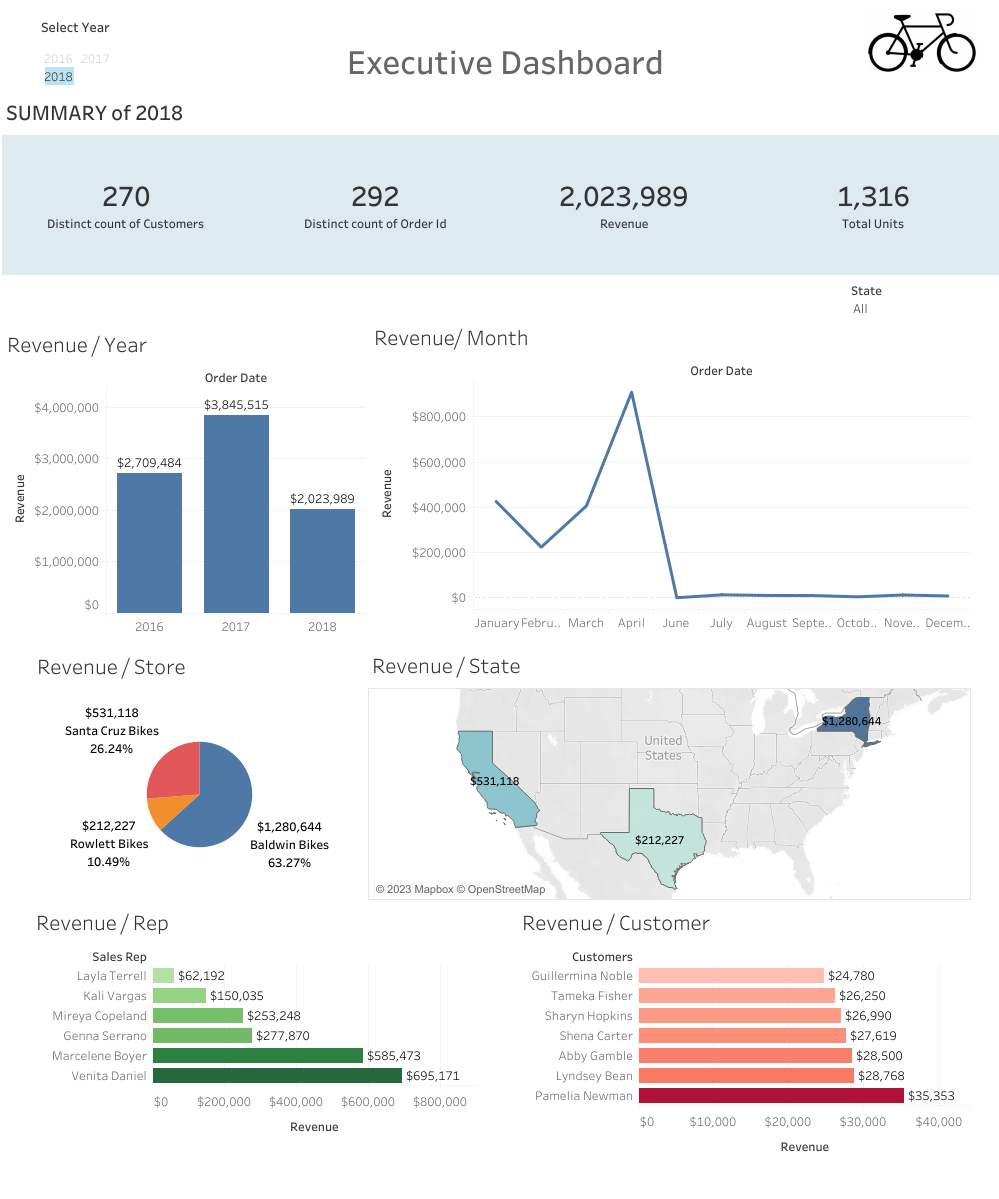 Select Year
2016 2017
2018
Executive Dashboard
SUMMARY of 2018
270
Distinct count of Customers
292
Distinct count of Order Id
2,023,989
Revenue
1,316
Total Units
State
All
Revenue / Year
Order Date
Revenue
$4,000,000
$3,000,000
$2,000,000
$1,000,000
$0
$2,709,484
$3,845,515
$2,023,989
2016
2017
2018
Revenue/ Month
Order Date
Revenue
$800,000
$600,000
$400,000
$200,000
$0
January Febru.. March April June July August Septe.. Octob.. Nove.. Decem..
Revenue / Store
$531,118
Santa Cruz Bikes
26.24%
$212,227
Rowlett Bikes
10.49%
$1,280,644
Baldwin Bikes
63.27%
Revenue / State
United
States
$1,280,644
$531,118
$212,227
© 2023 Mapbox © OpenStreetMap
Revenue / Rep
Sales Rep
Layla Terrell $62,192
Kali Vargas $150,035
Mireya Copeland $253,248
Genna Serrano $277,870
Marcelene Boyer $585,473
Venita Daniel $695,171
$0 $200,000 $400,000 $600,000 $800,000
Revenue
Revenue / Customer
Customers
Guillermina Noble $24,780
Tameka Fisher $26,250
Sharyn Hopkins $26,990
Shena Carter $27,619
Abby Gamble $28,500
Lyndsey Bean $28,768
Pamelia Newman $35,353
$0 $10,000 $20,000 $30,000 $40,000
Revenue